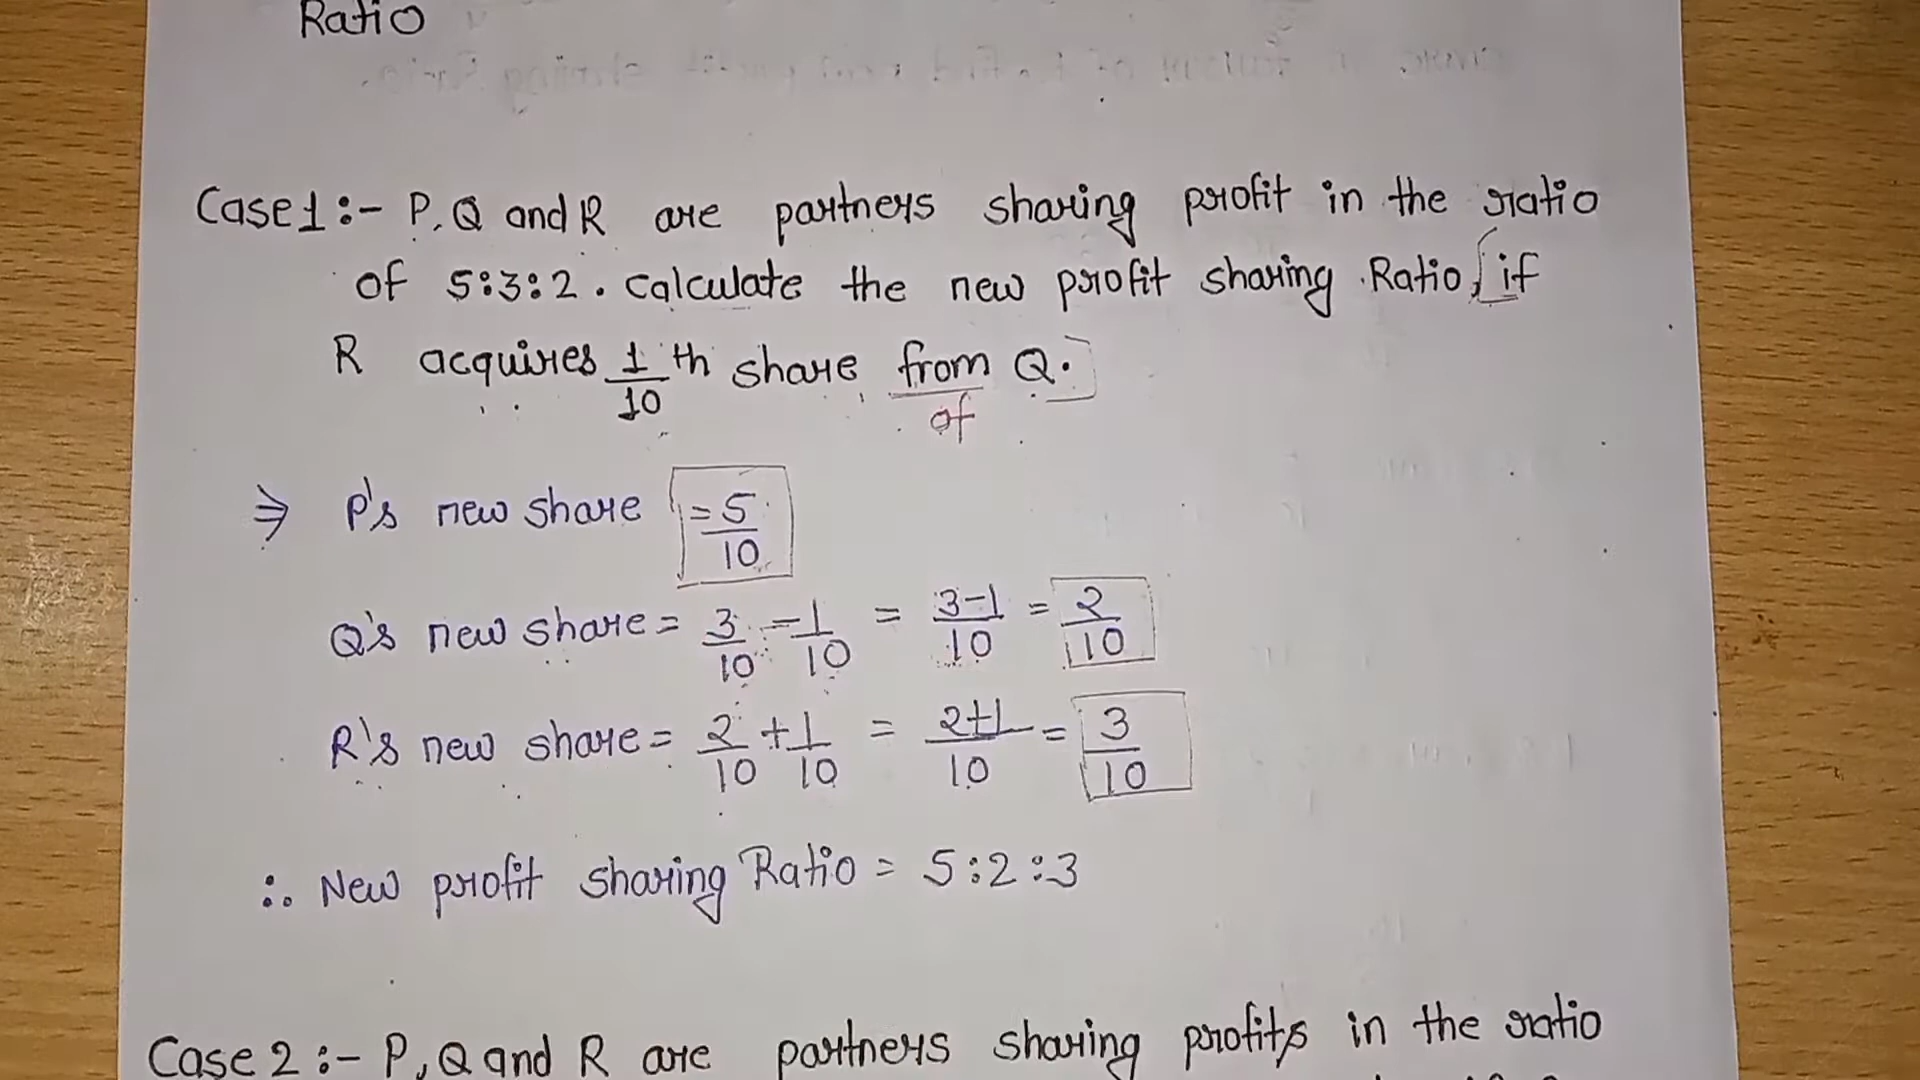 Ratio
Case1:- P, Q and R are partners sharing profit in the ratio
of 5:3:2. Calculate the new profit sharing Ratio, if
R acquires 1/10 th share from Q.
of
⇒ P's new share = 5/10
Q's new share = 3/10 - 1/10 = 3-1/10 = 2/10
R's new share = 2/10 + 1/10 = 2+1/10 = 3/10
∴ New profit sharing Ratio = 5:2:3
Case 2:- P, Q and R are partners sharing profits in the ratio